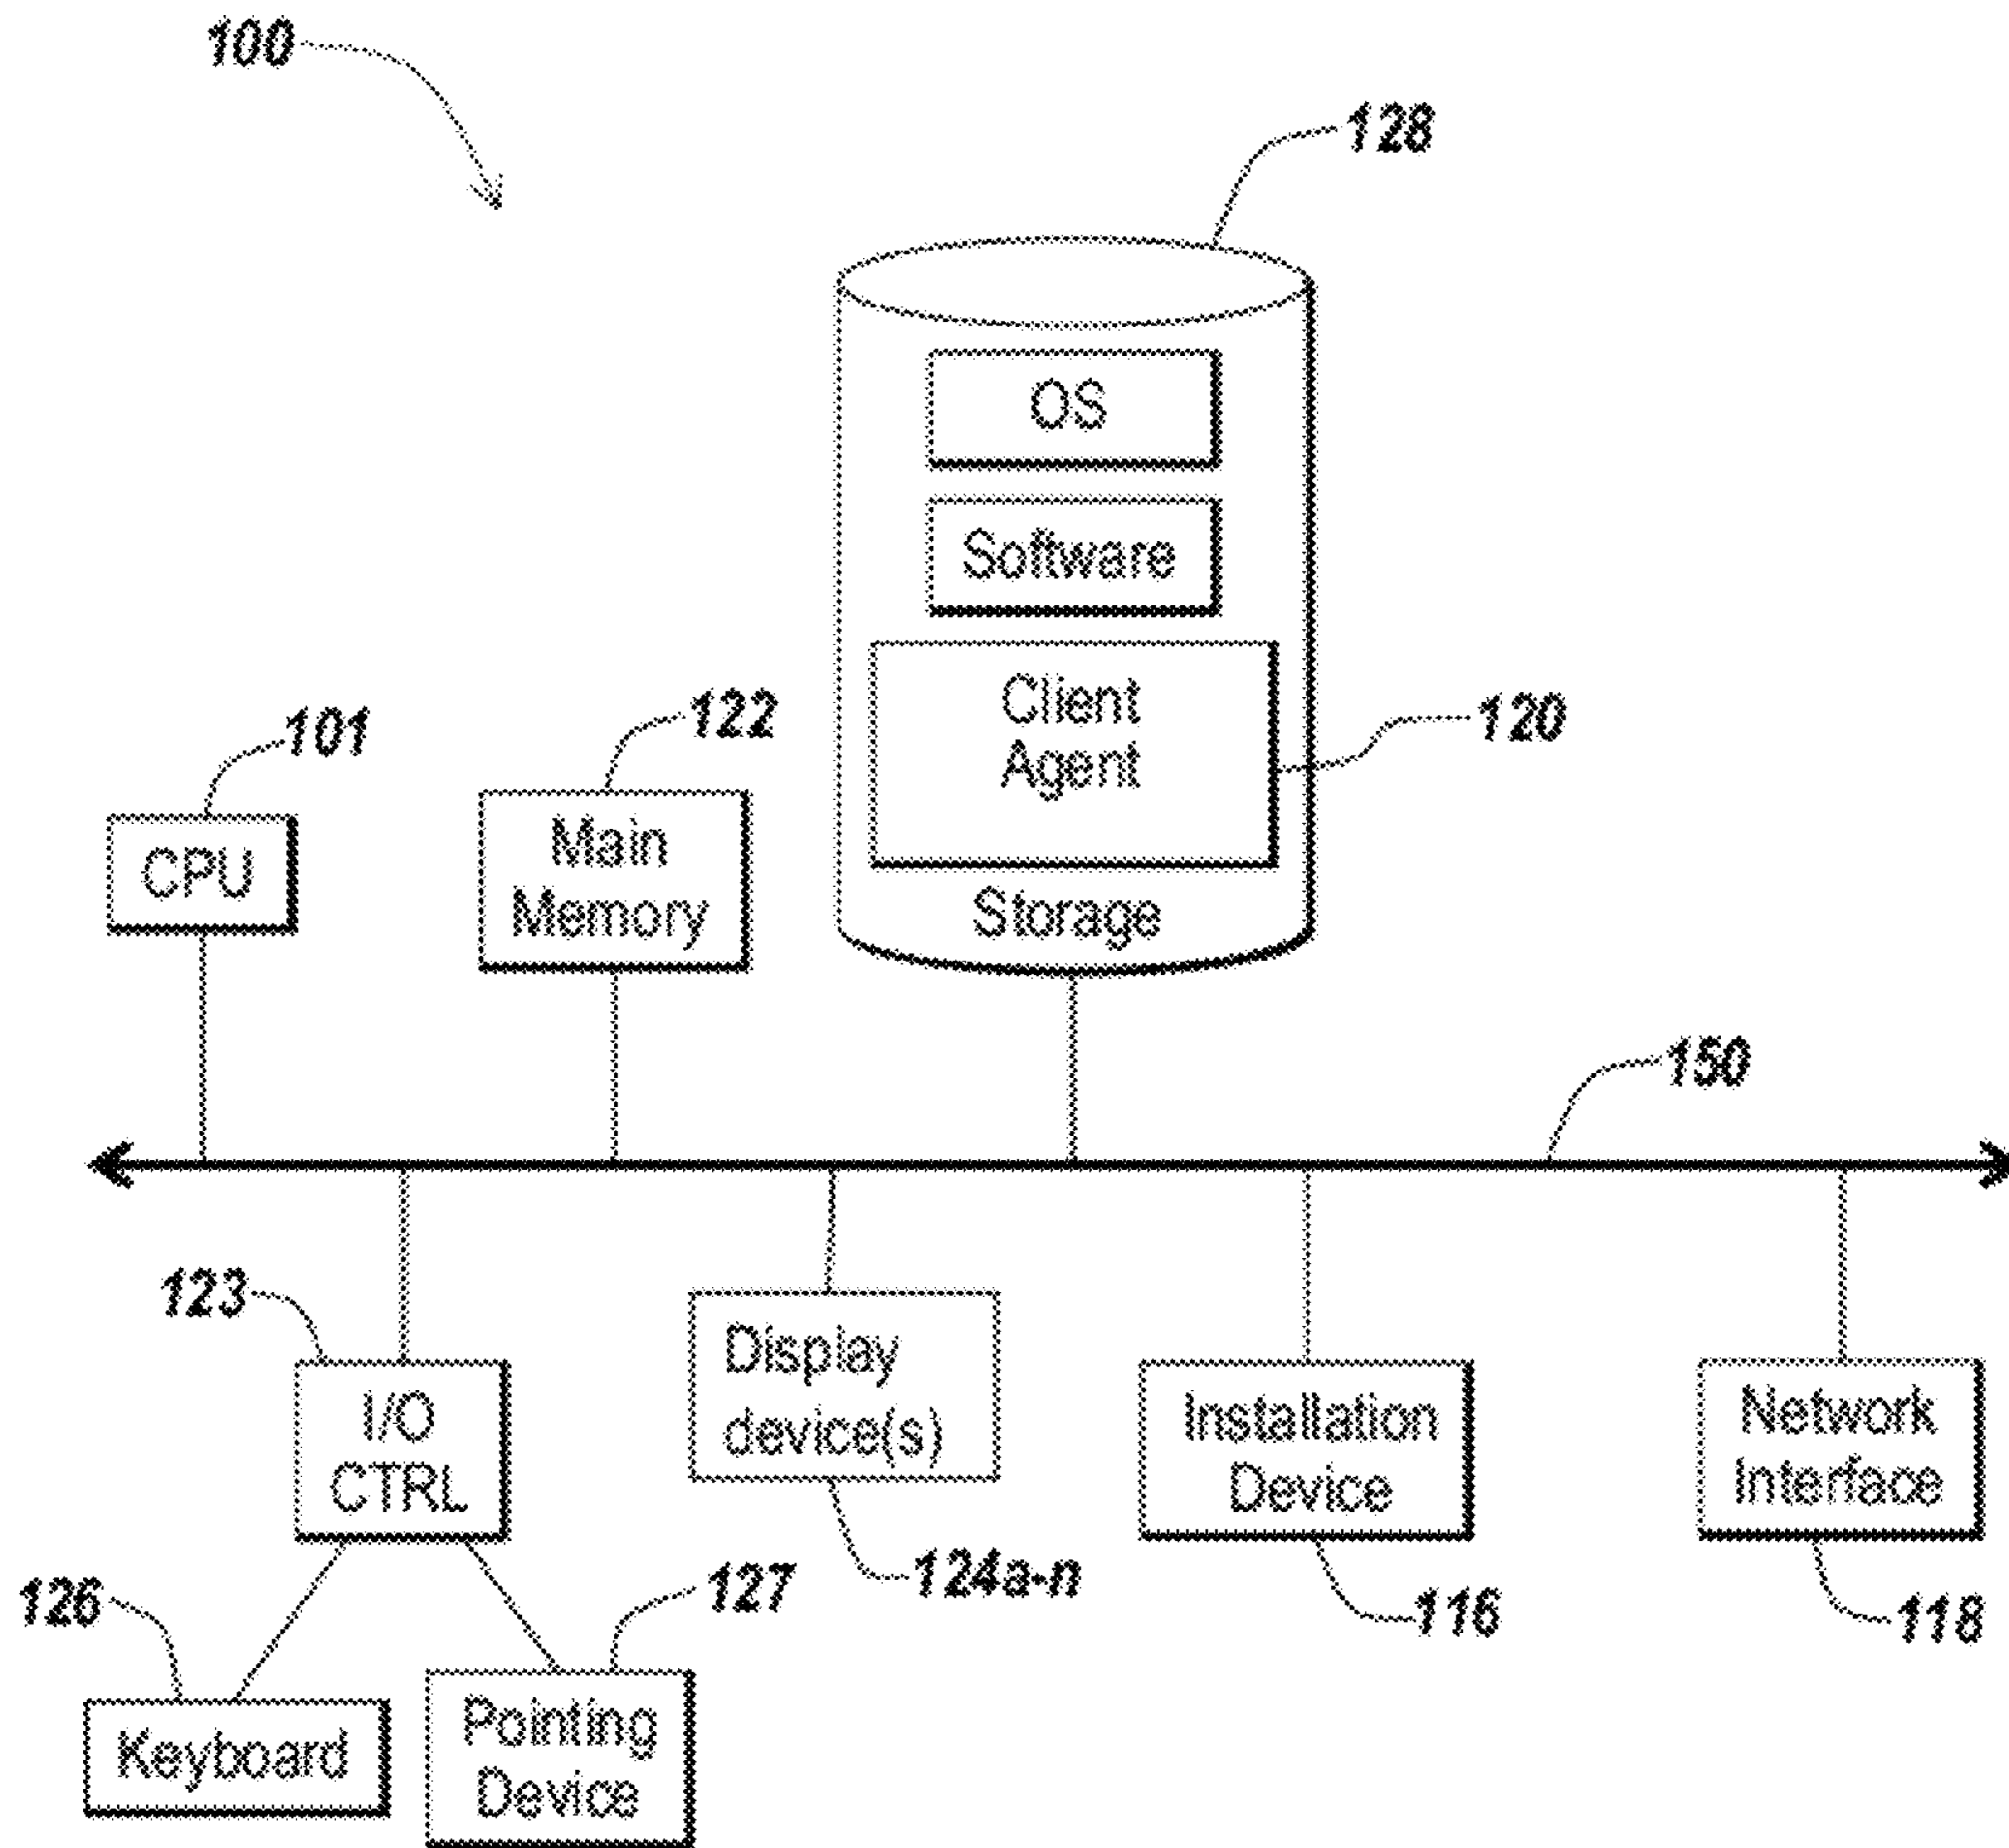 100
128
OS
Software
Client
Agent
120
Storage
101
CPU
122
Main
Memory
150
123
I/O
CTRL
Display
device(s)
124a-n
Installation
Device
116
Network
Interface
118
126
Keyboard
127
Pointing
Device